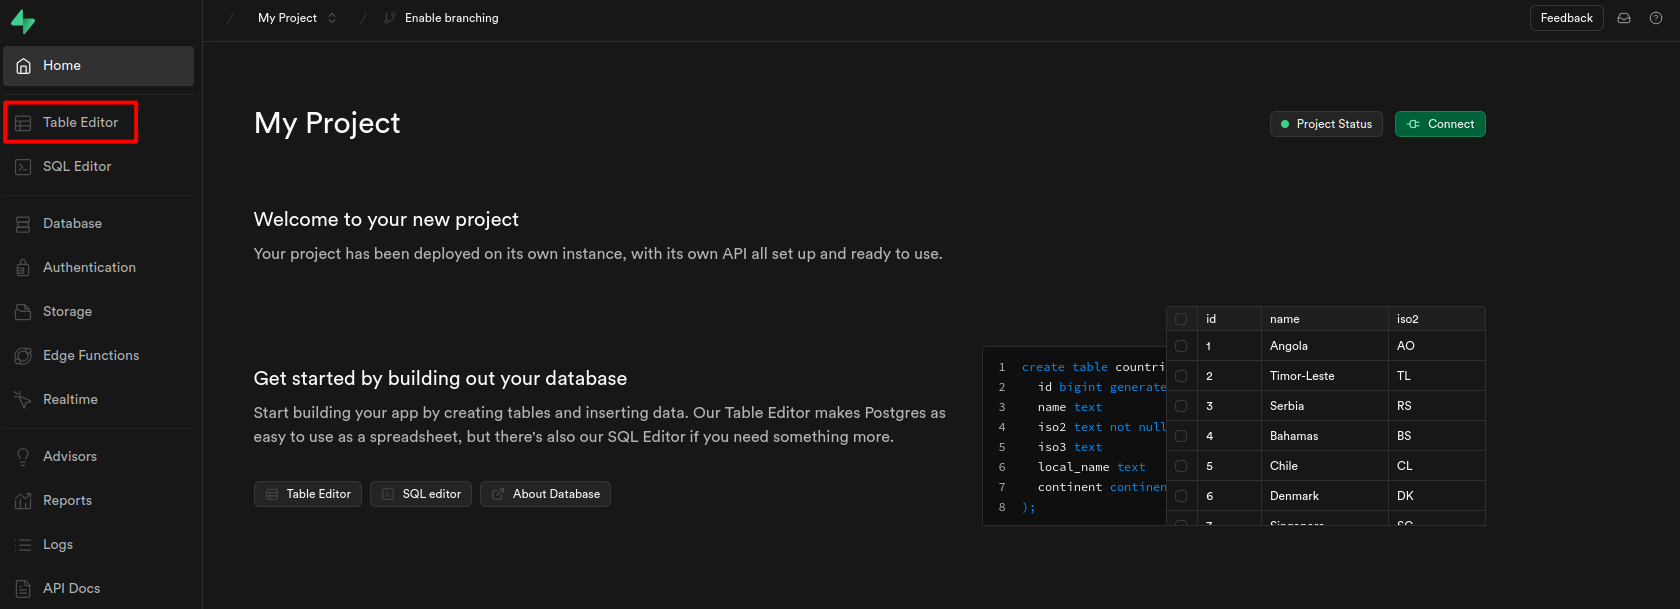 / My Project / Enable branching
Feedback
Home
Table Editor
SQL Editor
Database
Authentication
Storage
Edge Functions
Realtime
Advisors
Reports
Logs
API Docs
My Project
Project Status
Connect
Welcome to your new project
Your project has been deployed on its own instance, with its own API all set up and ready to use.
Get started by building out your database
Start building your app by creating tables and inserting data. Our Table Editor makes Postgres as
easy to use as a spreadsheet, but there's also our SQL Editor if you need something more.
Table Editor
SQL editor
About Database
1 create table countri
2 id bigint generate
3 name text
4 iso2 text not null
5 iso3 text
6 local_name text
7 continent continen
8 );
id name iso2
1 Angola AO
2 Timor-Leste TL
3 Serbia RS
4 Bahamas BS
5 Chile CL
6 Denmark DK
7 Singapore SG